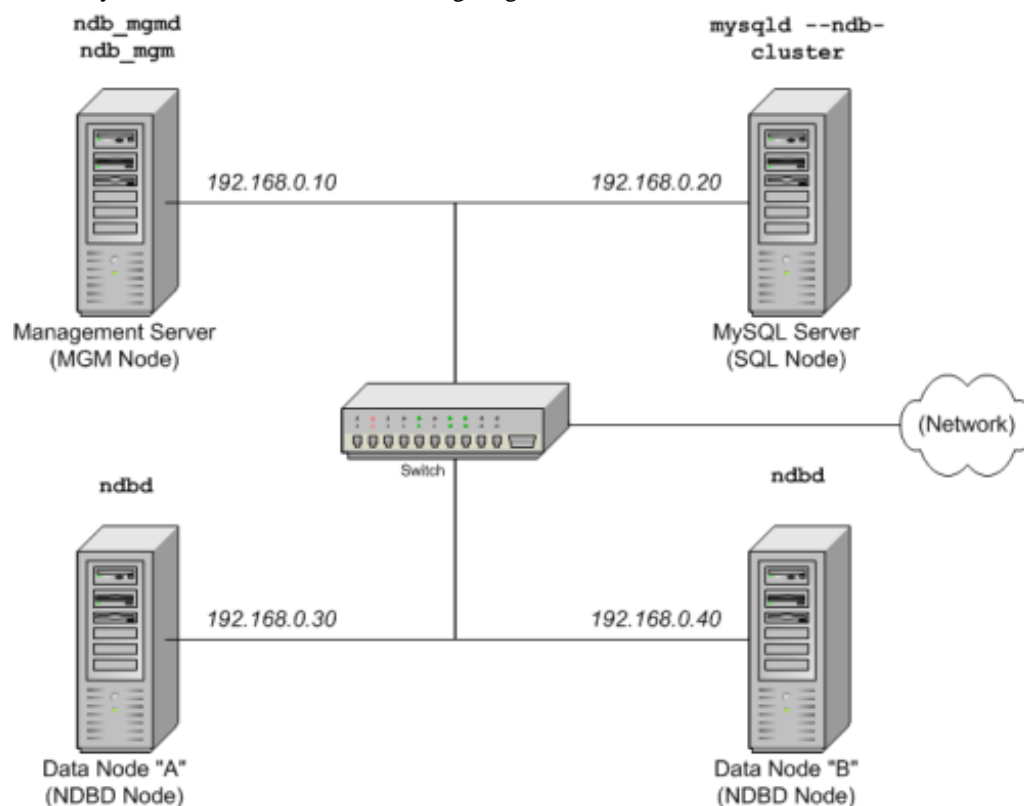 ndb_mgmd
ndb_mgm
mysqld --ndb-
cluster
192.168.0.10
192.168.0.20
Management Server
(MGM Node)
MySQL Server
(SQL Node)
(Network)
Switch
ndbd
ndbd
192.168.0.30
192.168.0.40
Data Node "A"
(NDBD Node)
Data Node "B"
(NDBD Node)